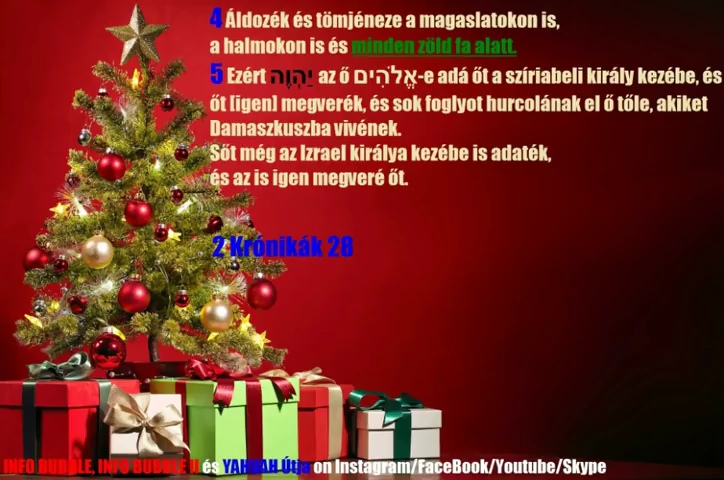 4 Áldozék és tömjéneze a magaslatokon is,
a halmokon is és minden zöld fa alatt.
5 Ezért יַהְוֶה az ő אֱלֹהִים-e adá őt a szíriabeli király kezébe, és
őt [igen] megverék, és sok foglyot hurcolának el ő tőle, akiket
Damaszkuszba vivének.
Sőt még az Izrael királya kezébe is adaték,
és az is igen megveré őt.
2 Krónikák 28
INFO BUBBLE, INFO BUBBLE II és YAHUAH Útja on Instagram/FaceBook/Youtube/Skype